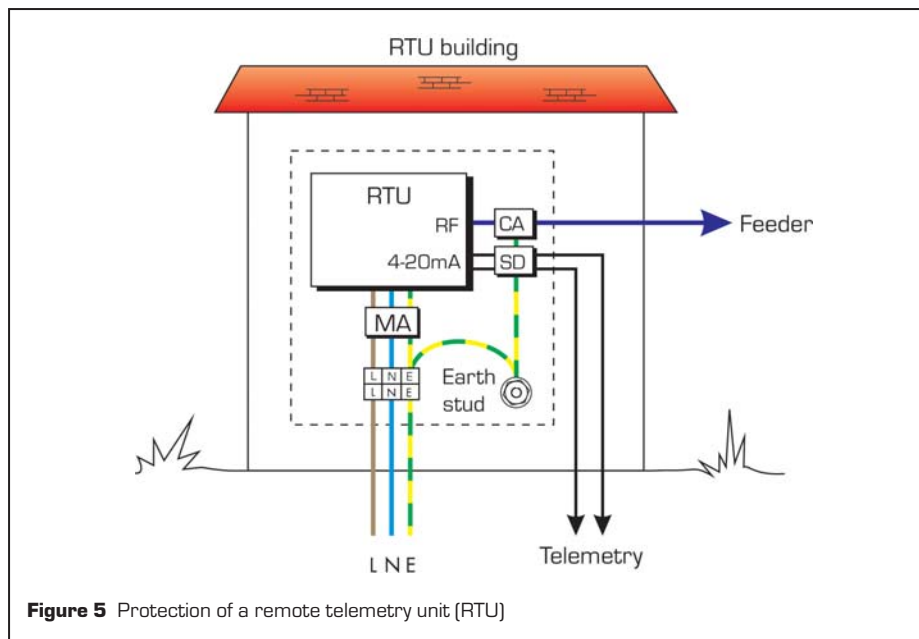 RTU building
RTU
RF
CA
Feeder
4-20mA
SD
MA
L N E
L N E
Earth
stud
L N E
Telemetry
Figure 5 Protection of a remote telemetry unit (RTU)